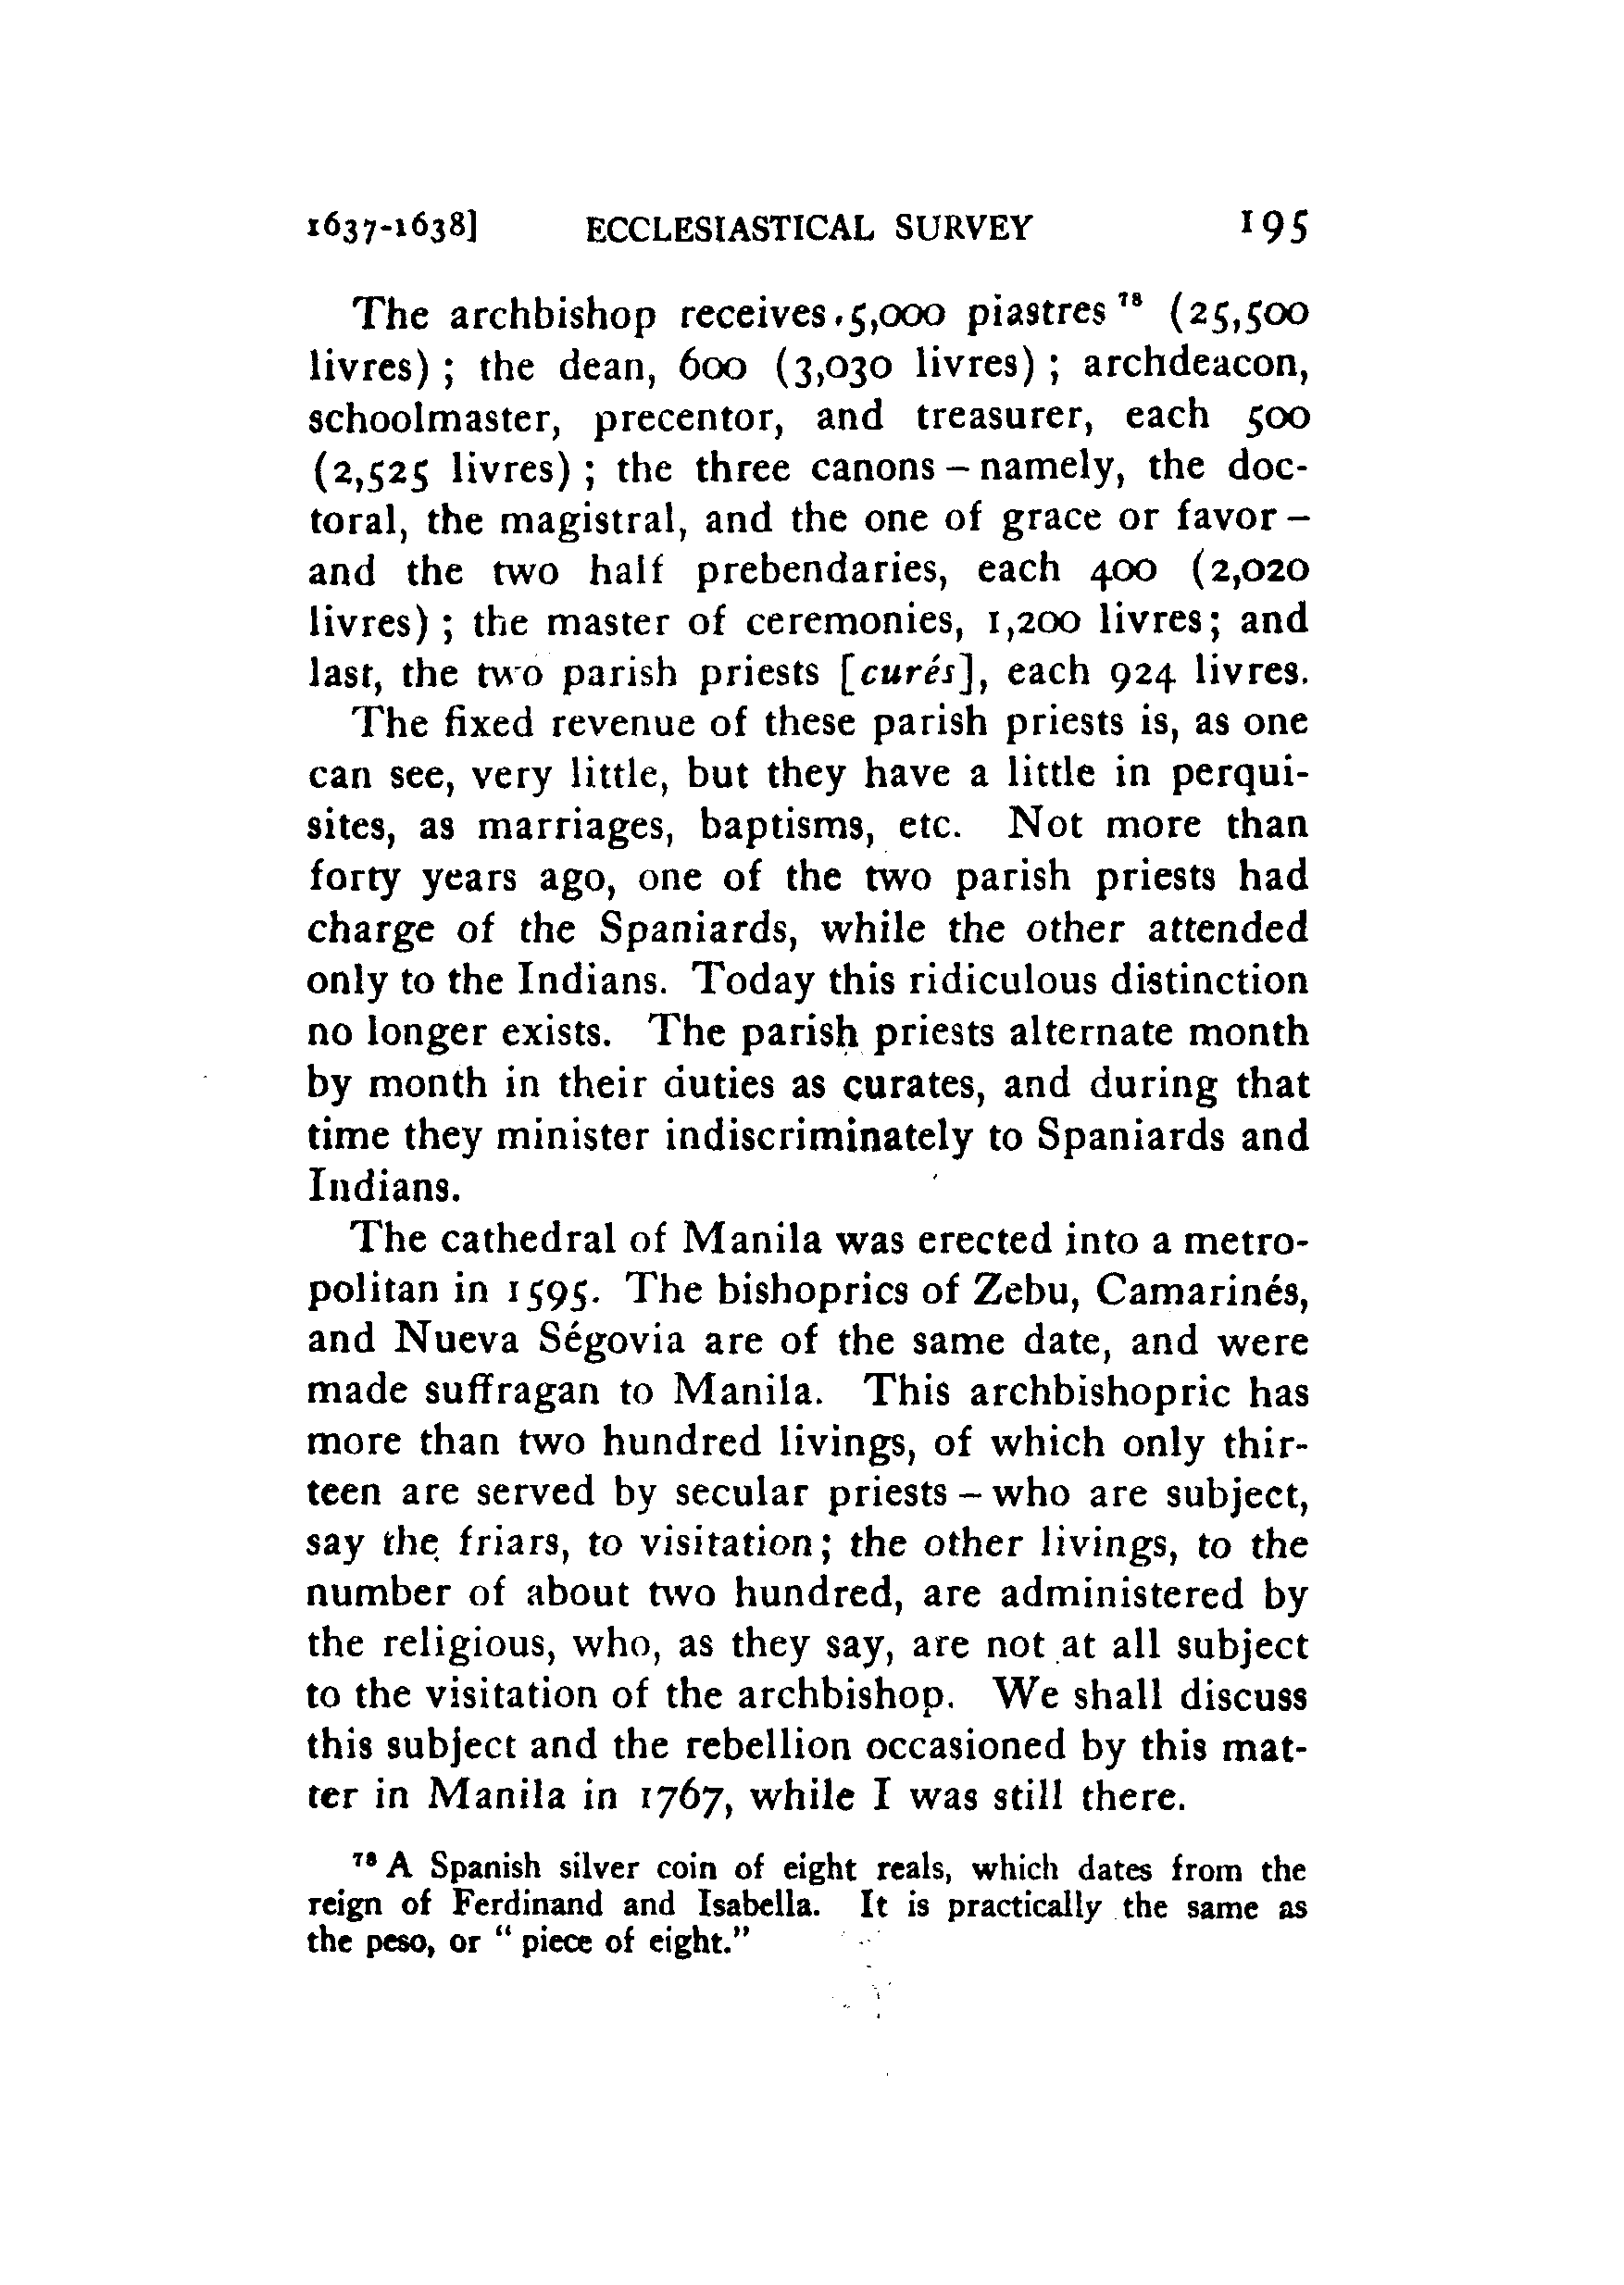 1637-1638] ECCLESIASTICAL SURVEY 195
The archbishop receives 5,000 piastres 78 (25,500
livres) ; the dean, 600 (3,030 livres) ; archdeacon,
schoolmaster, precentor, and treasurer, each 500
(2,525 livres) ; the three canons – namely, the doc-
toral, the magistral, and the one of grace or favor –
and the two half prebendaries, each 400 (2,020
livres) ; the master of ceremonies, 1,200 livres; and
last, the two parish priests [curés], each 924 livres.
The fixed revenue of these parish priests is, as one
can see, very little, but they have a little in perqui-
sites, as marriages, baptisms, etc. Not more than
forty years ago, one of the two parish priests had
charge of the Spaniards, while the other attended
only to the Indians. Today this ridiculous distinction
no longer exists. The parish priests alternate month
by month in their duties as curates, and during that
time they minister indiscriminately to Spaniards and
Indians.
The cathedral of Manila was erected into a metro-
politan in 1595. The bishoprics of Zebu, Camarinés,
and Nueva Ségovia are of the same date, and were
made suffragan to Manila. This archbishopric has
more than two hundred livings, of which only thir-
teen are served by secular priests – who are subject,
say the friars, to visitation; the other livings, to the
number of about two hundred, are administered by
the religious, who, as they say, are not at all subject
to the visitation of the archbishop. We shall discuss
this subject and the rebellion occasioned by this mat-
ter in Manila in 1767, while I was still there.
78 A Spanish silver coin of eight reals, which dates from the
reign of Ferdinand and Isabella. It is practically the same as
the peso, or " piece of eight."